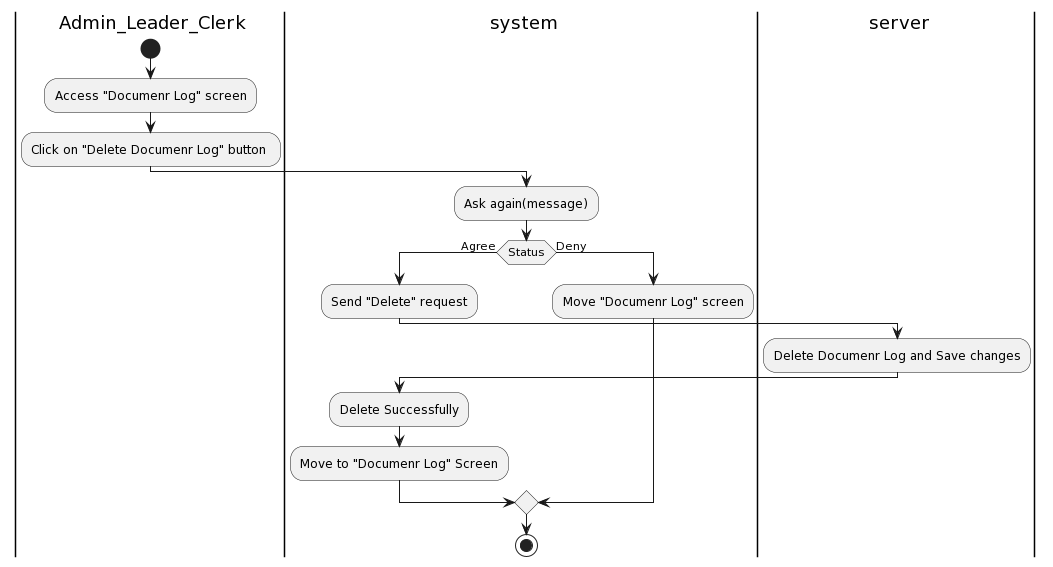 Admin_Leader_Clerk
system
server
Access "Documenr Log" screen
Click on "Delete Documenr Log" button
Ask again(message)
Agree
Status
Deny
Send "Delete" request
Move "Documenr Log" screen
Delete Documenr Log and Save changes
Delete Successfully
Move to "Documenr Log" Screen